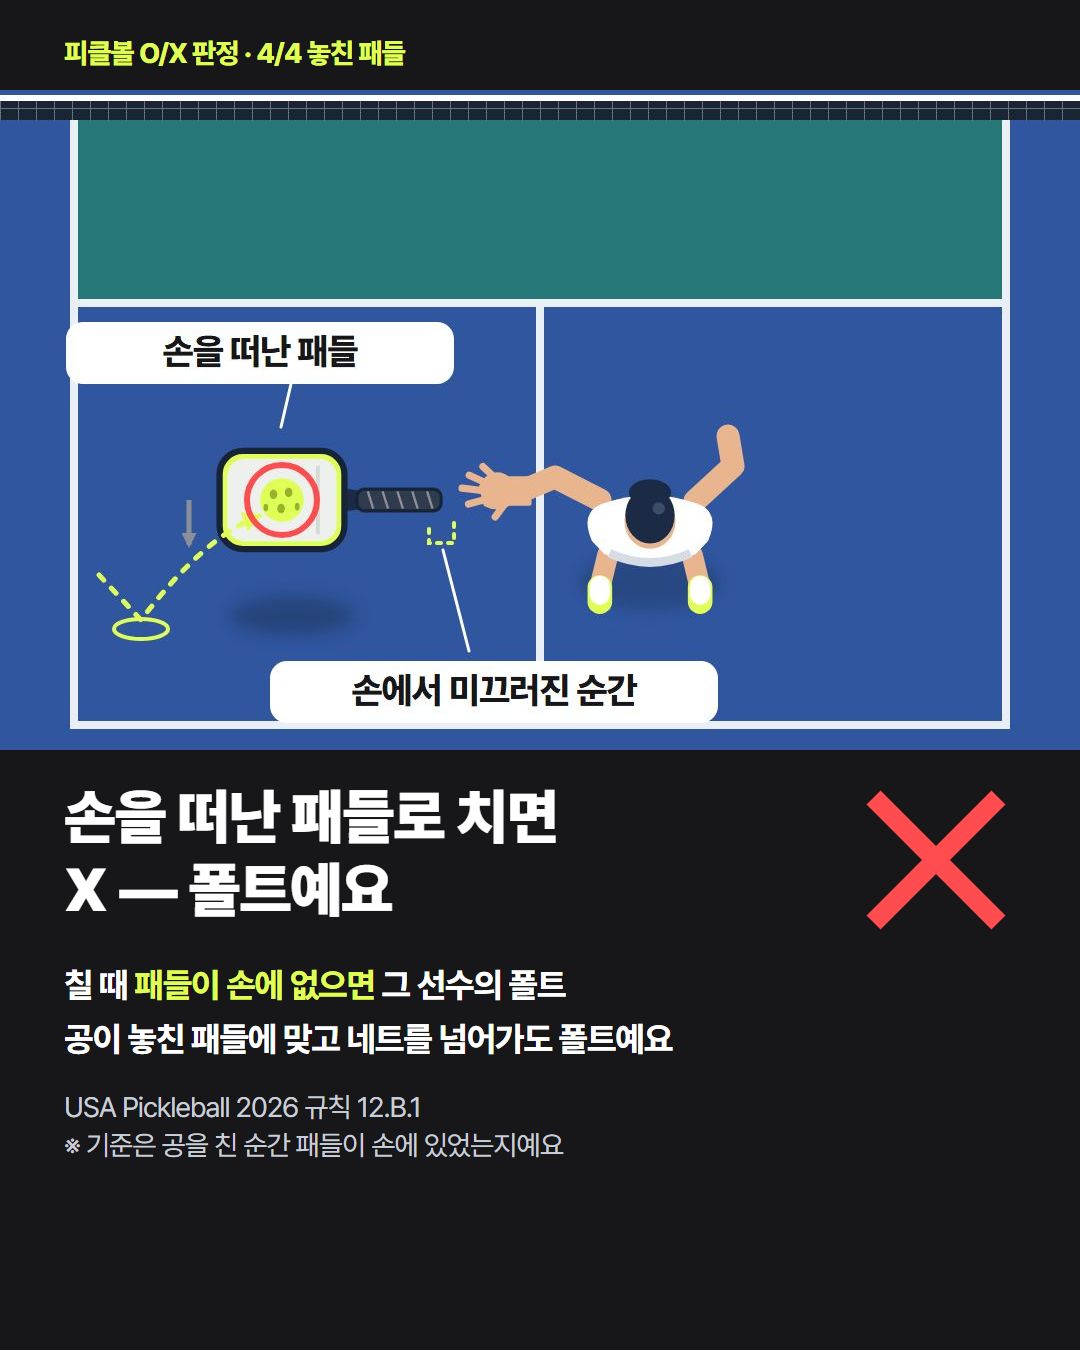 피클볼 O/X 판정 · 4/4 놓친 패들
손을 떠난 패들
손에서 미끄러진 순간
손을 떠난 패들로 치면
X — 폴트예요
칠 때 패들이 손에 없으면 그 선수의 폴트
공이 놓친 패들에 맞고 네트를 넘어가도 폴트예요
USA Pickleball 2026 규칙 12.B.1
※ 기준은 공을 친 순간 패들이 손에 있었는지예요